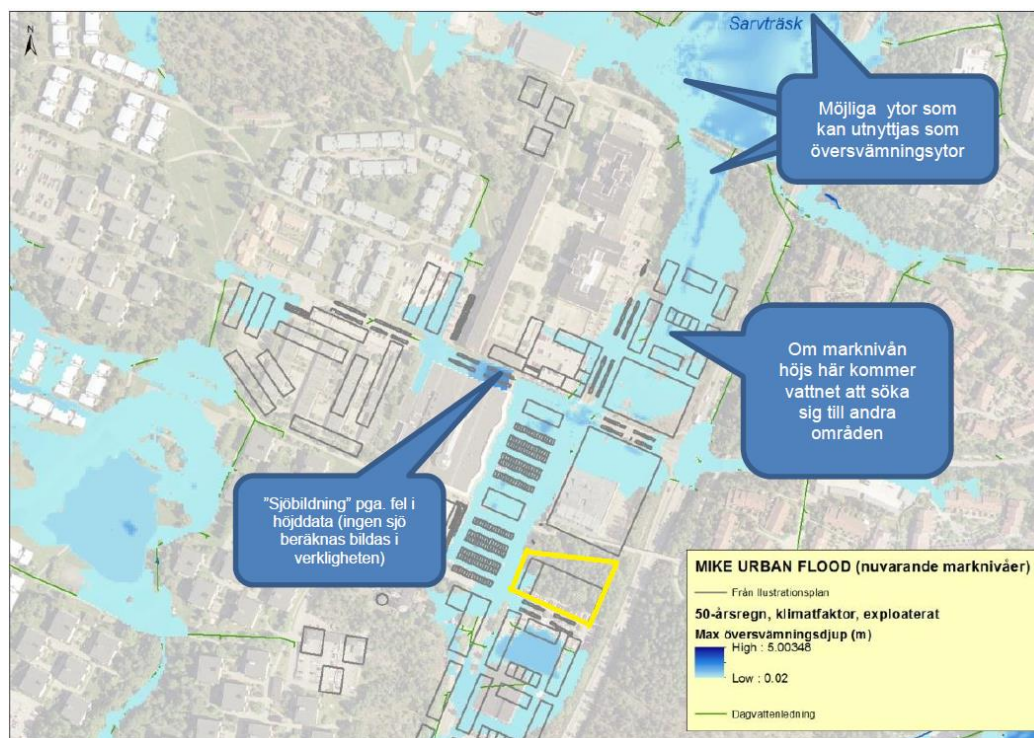 N
Sarvträsk
Möjliga ytor som
kan utnyttjas som
översvämningsytor
Om marknivån
höjs här kommer
vattnet att söka
sig till andra
områden
”Sjöbildning” pga. fel i
höjddata (ingen sjö
beräknas bildas i
verkligheten)
MIKE URBAN FLOOD (nuvarande marknivåer)
Från Illustrationsplan
50-årsregn, klimatfaktor, exploaterat
Max översvämningsdjup (m)
High : 5.00348
Low : 0.02
Dagvattenledning